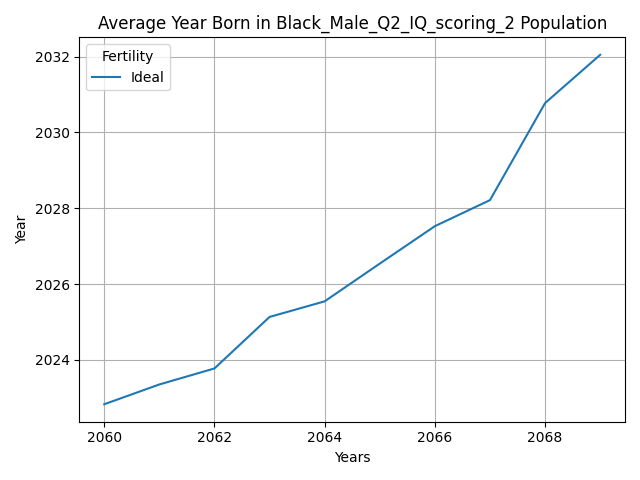 Average Year Born in Black_Male_Q2_IQ_scoring_2 Population
Fertility
Ideal
2032
2030
2028
2026
2024
Year
2060 2062 2064 2066 2068
Years